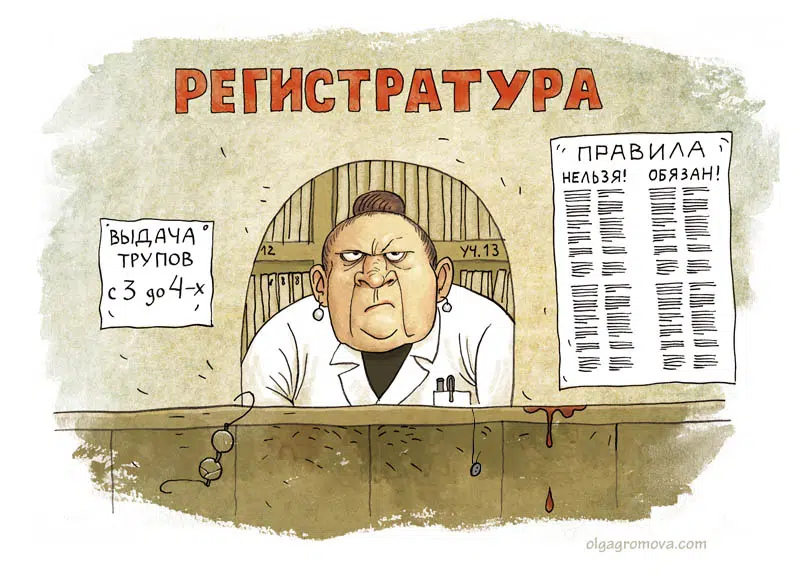 РЕГИСТРАТУРА
ПРАВИЛА
НЕЛЬЗЯ! ОБЯЗАН!
ВЫДАЧА
ТРУПОВ
с 3 до 4-х
12
УЧ.13
olgagromova.com